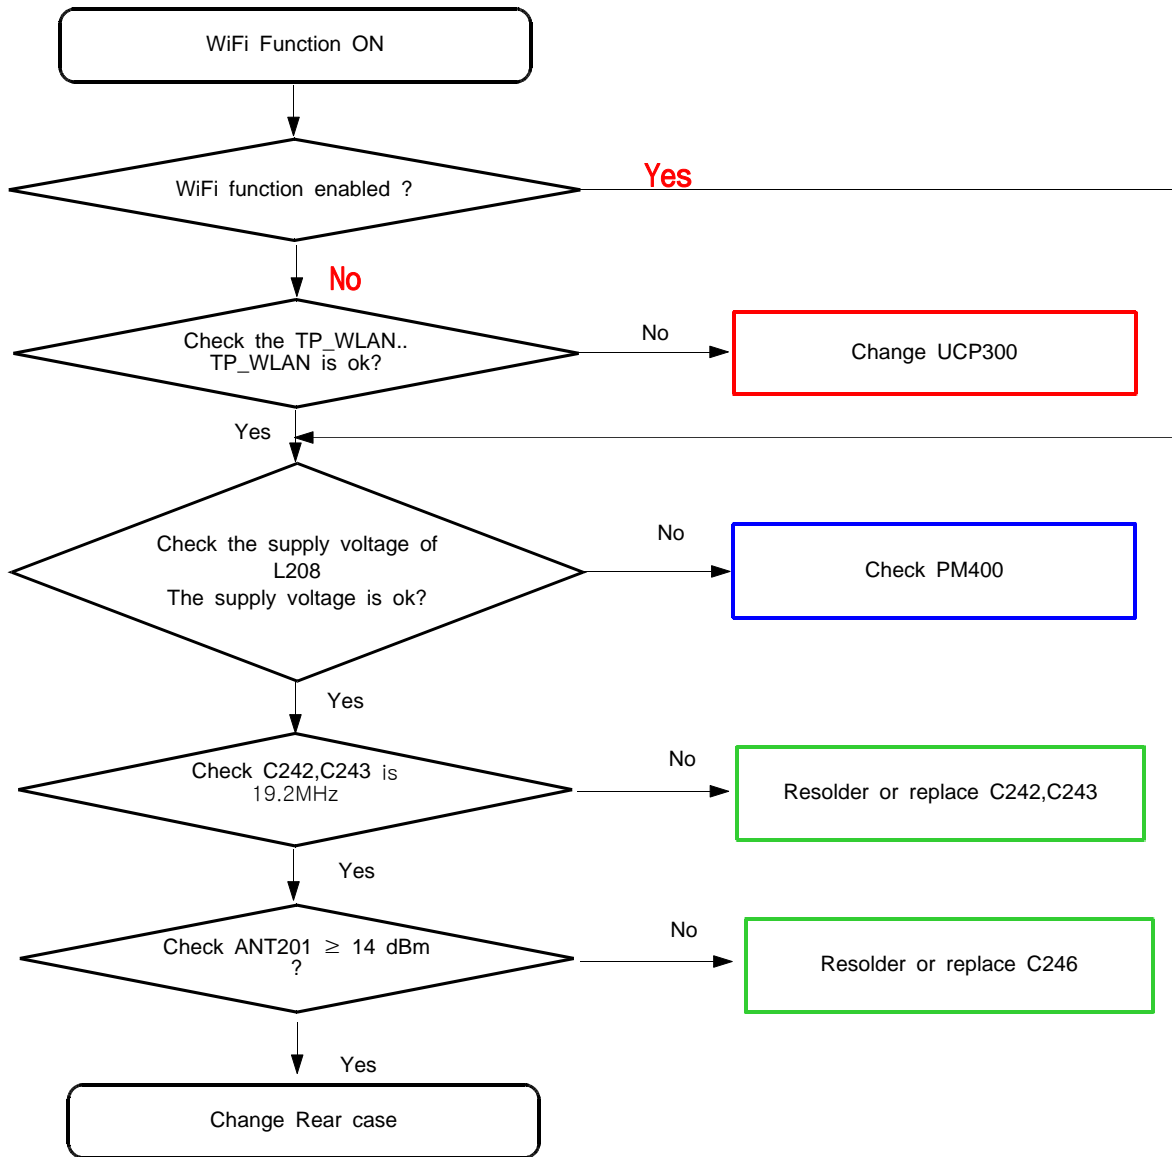 WiFi Function ON
WiFi function enabled ?
Yes
No
Check the TP_WLAN..
TP_WLAN is ok?
No
Change UCP300
Yes
Check the supply voltage of
L208
The supply voltage is ok?
No
Check PM400
Yes
Check C242,C243 is
19.2MHz
No
Resolder or replace C242,C243
Yes
Check ANT201 ≥ 14 dBm
?
No
Resolder or replace C246
Yes
Change Rear case